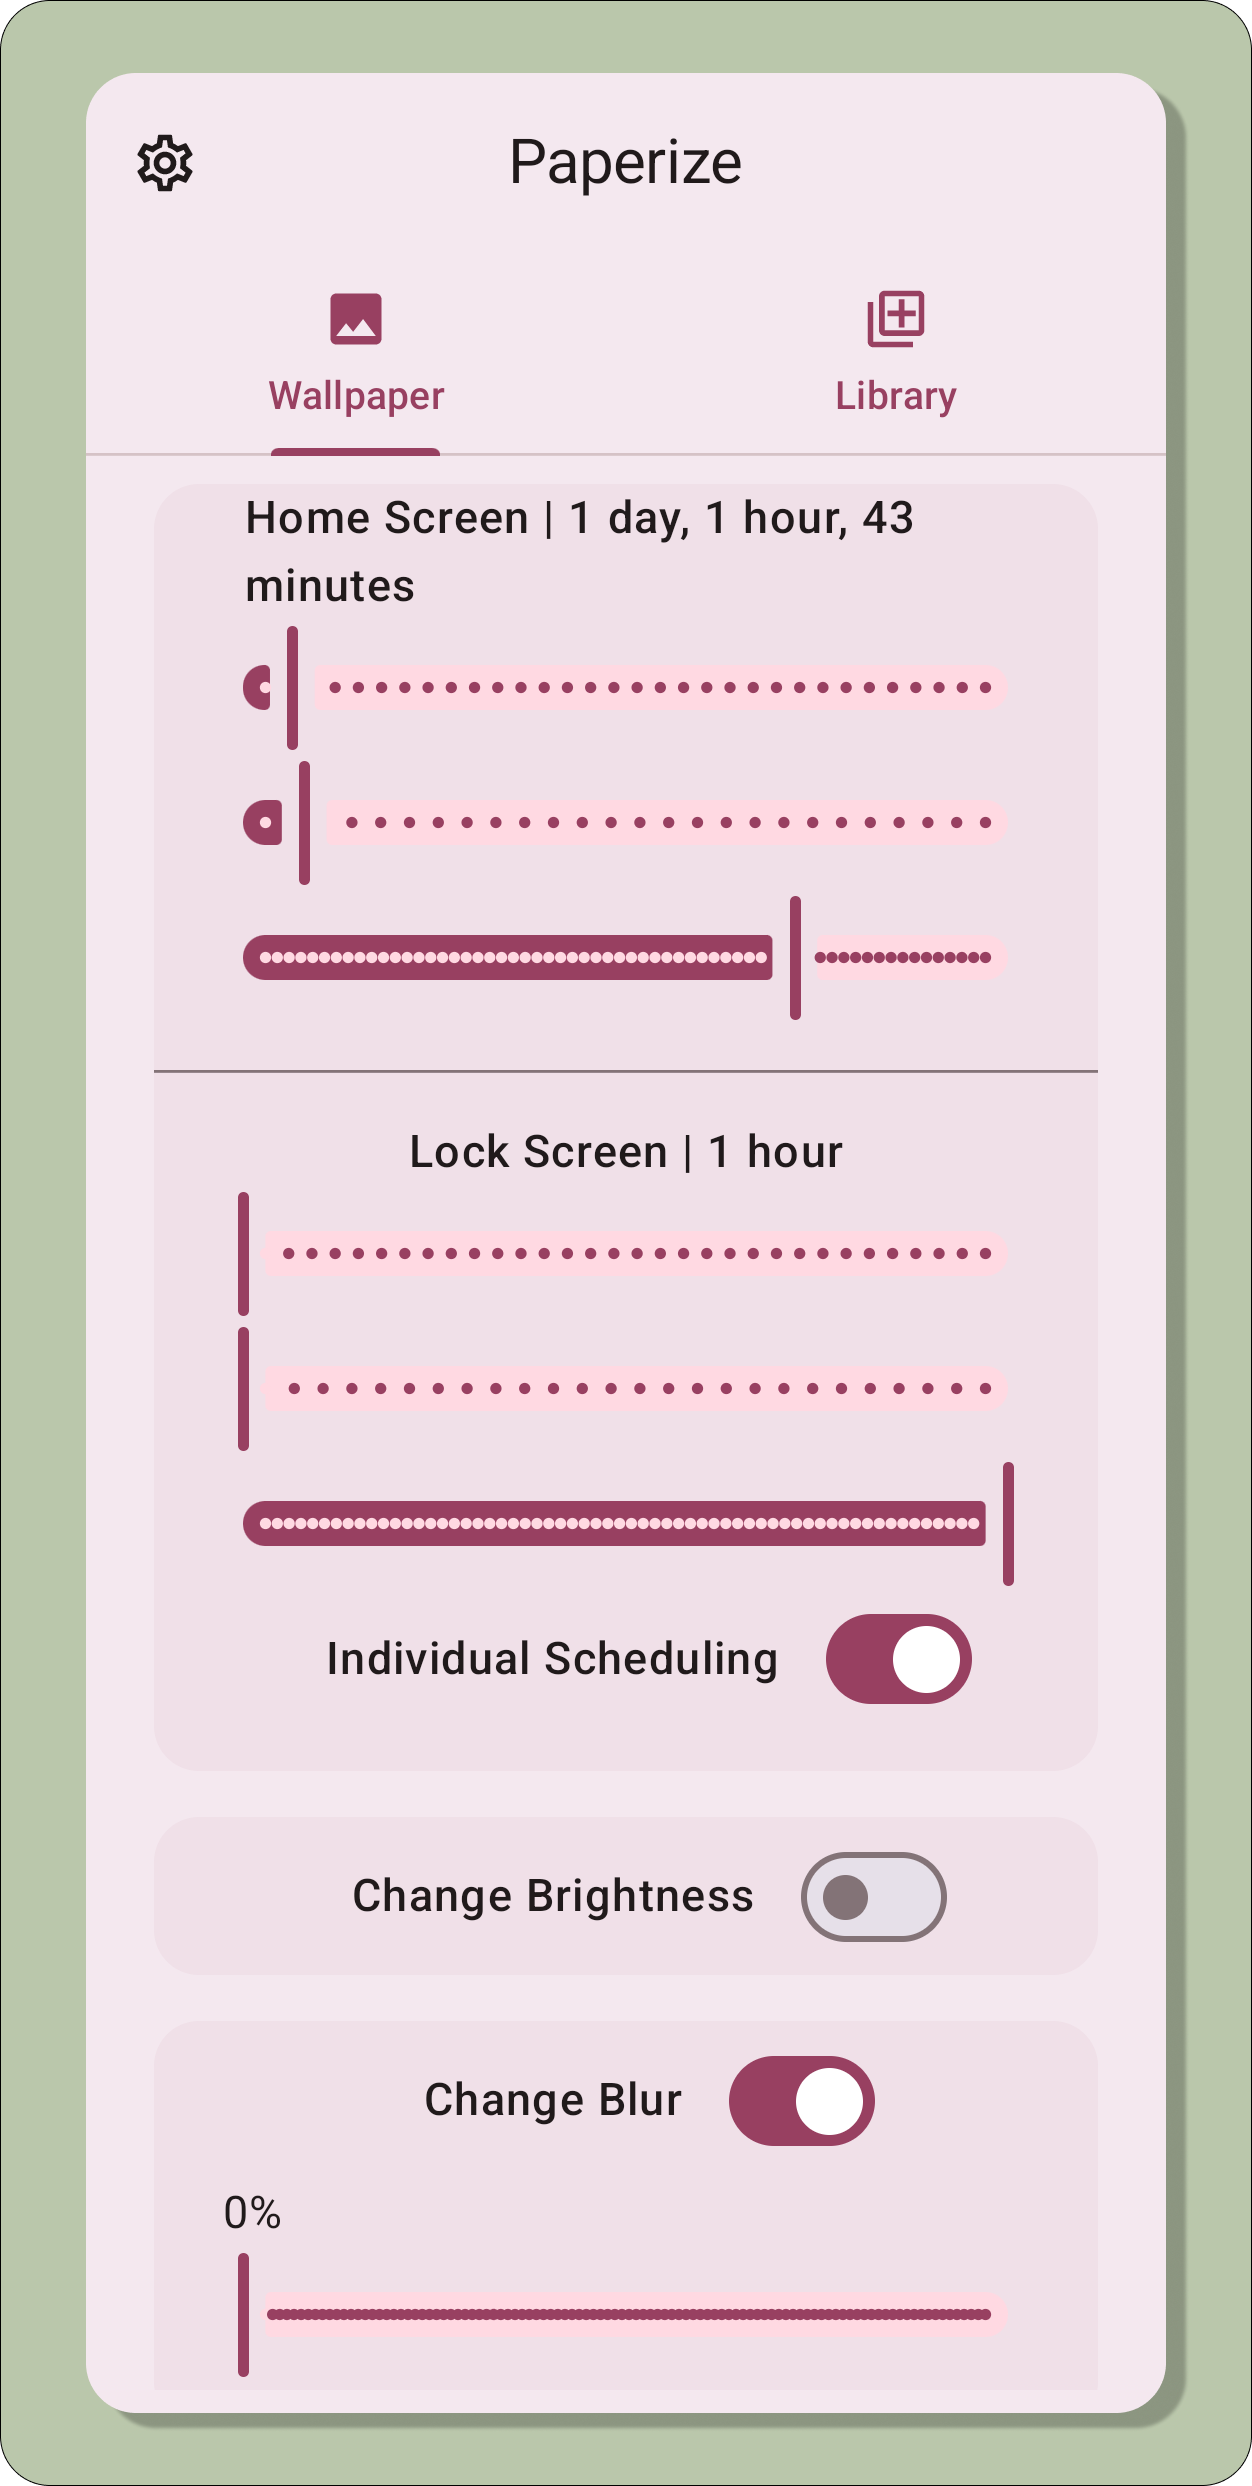 Paperize
Wallpaper
Library
Home Screen | 1 day, 1 hour, 43
minutes
Lock Screen | 1 hour
Individual Scheduling
Change Brightness
Change Blur
0%